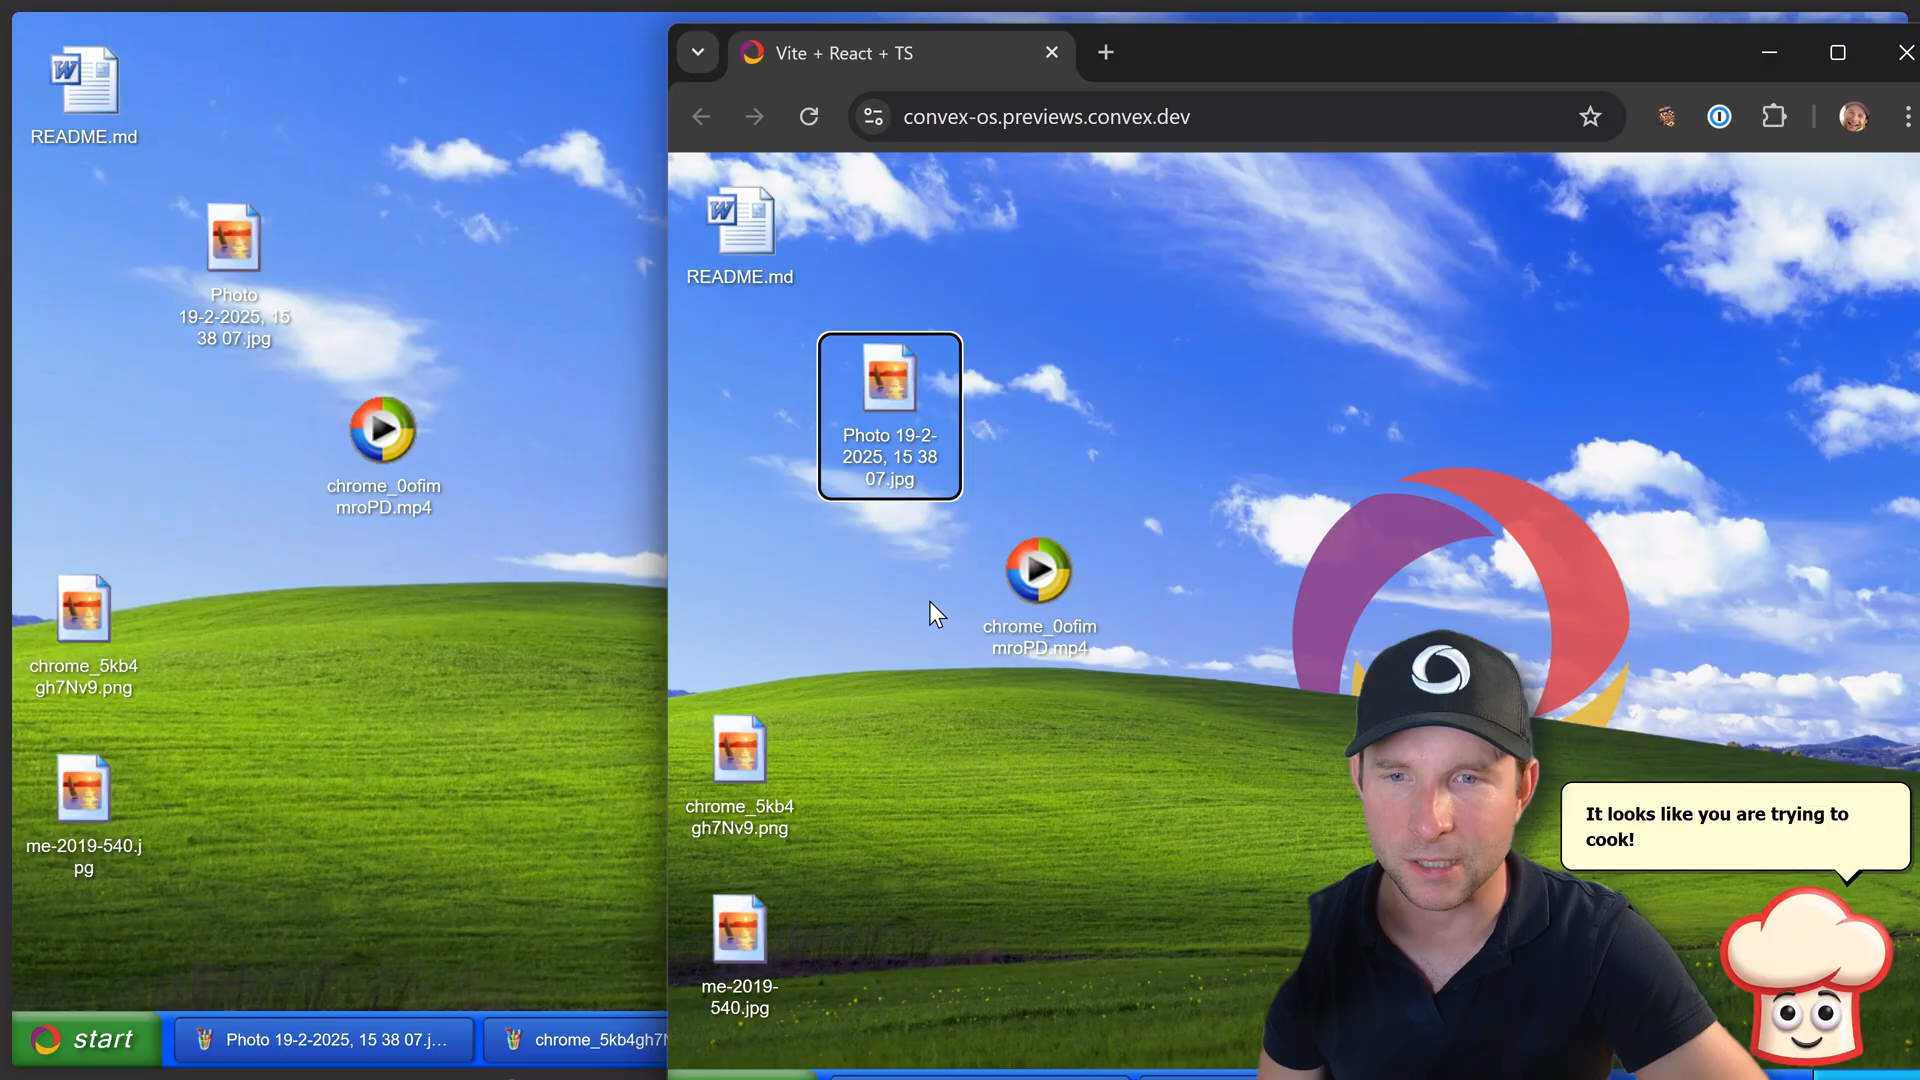 README.md
Photo
19-2-2025, 15
38 07.jpg
chrome_0ofim
mroPD.mp4
chrome_5kb4
gh7Nv9.png
me-2019-540.j
pg
start
Photo 19-2-2025, 15 38 07.j...
chrome_5kb4gh7N
Vite + React + TS
convex-os.previews.convex.dev
README.md
Photo 19-2-
2025, 15 38
07.jpg
chrome_0ofim
mroPD.mp4
chrome_5kb4
gh7Nv9.png
me-2019-
540.jpg
It looks like you are trying to
cook!